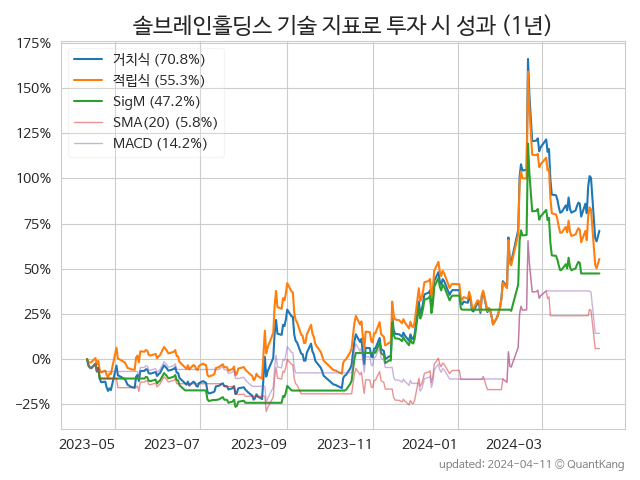 솔브레인홀딩스 기술 지표로 투자 시 성과 (1년)
175%
150%
125%
100%
75%
50%
25%
0%
−25%
거치식 (70.8%)
적립식 (55.3%)
SigM (47.2%)
SMA(20) (5.8%)
MACD (14.2%)
2023-05 2023-07 2023-09 2023-11 2024-01 2024-03
updated: 2024-04-11 © QuantKang